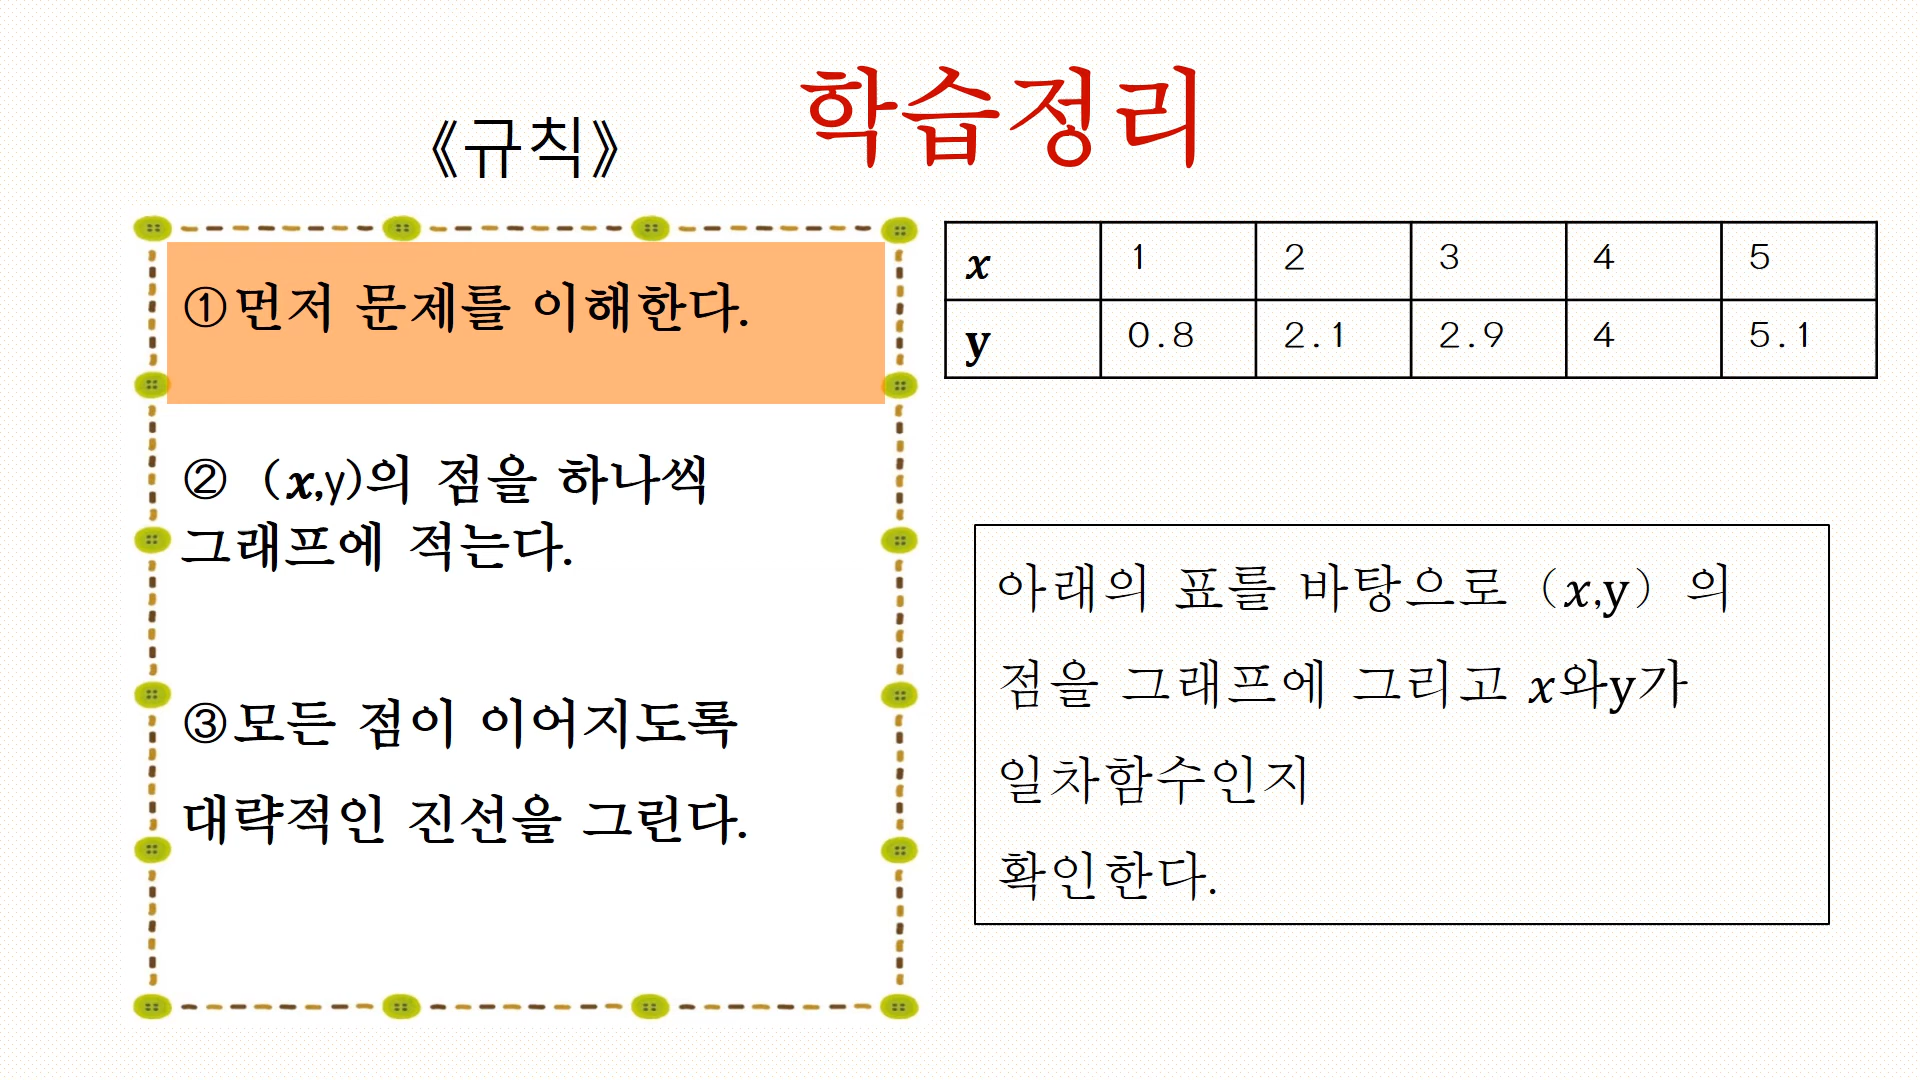 학습정리
《규칙》
①먼저 문제를 이해한다.
② (x,y)의 점을 하나씩
그래프에 적는다.
③모든 점이 이어지도록
대략적인 진선을 그린다.
x 1 2 3 4 5
y 0.8 2.1 2.9 4 5.1
아래의 표를 바탕으로（x,y）의
점을 그래프에 그리고 x와y가
일차함수인지
확인한다.